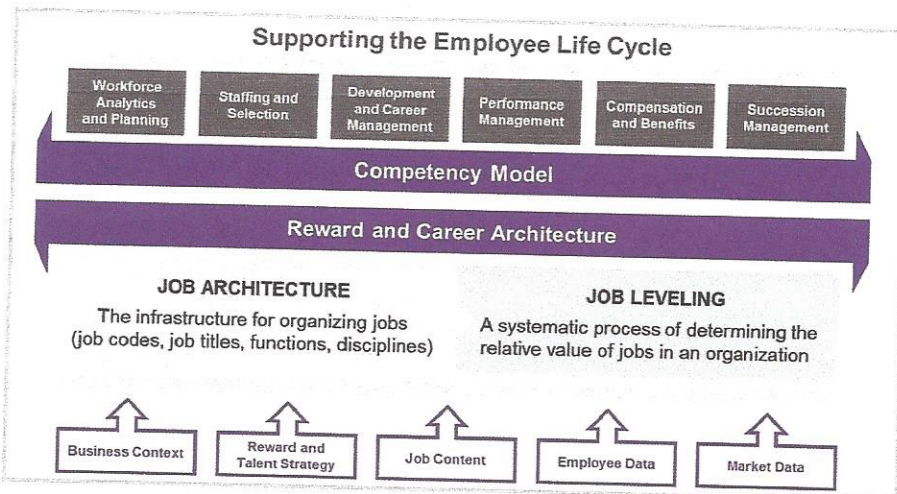 Supporting the Employee Life Cycle
Workforce
Analytics
and Planning
Staffing and
Selection
Development
and Career
Management
Performance
Management
Compensation
and Benefits
Succession
Management
Competency Model
Reward and Career Architecture
JOB ARCHITECTURE
The infrastructure for organizing jobs
(job codes, job titles, functions, disciplines)
JOB LEVELING
A systematic process of determining the
relative value of jobs in an organization
Business Context
Reward and
Talent Strategy
Job Content
Employee Data
Market Data